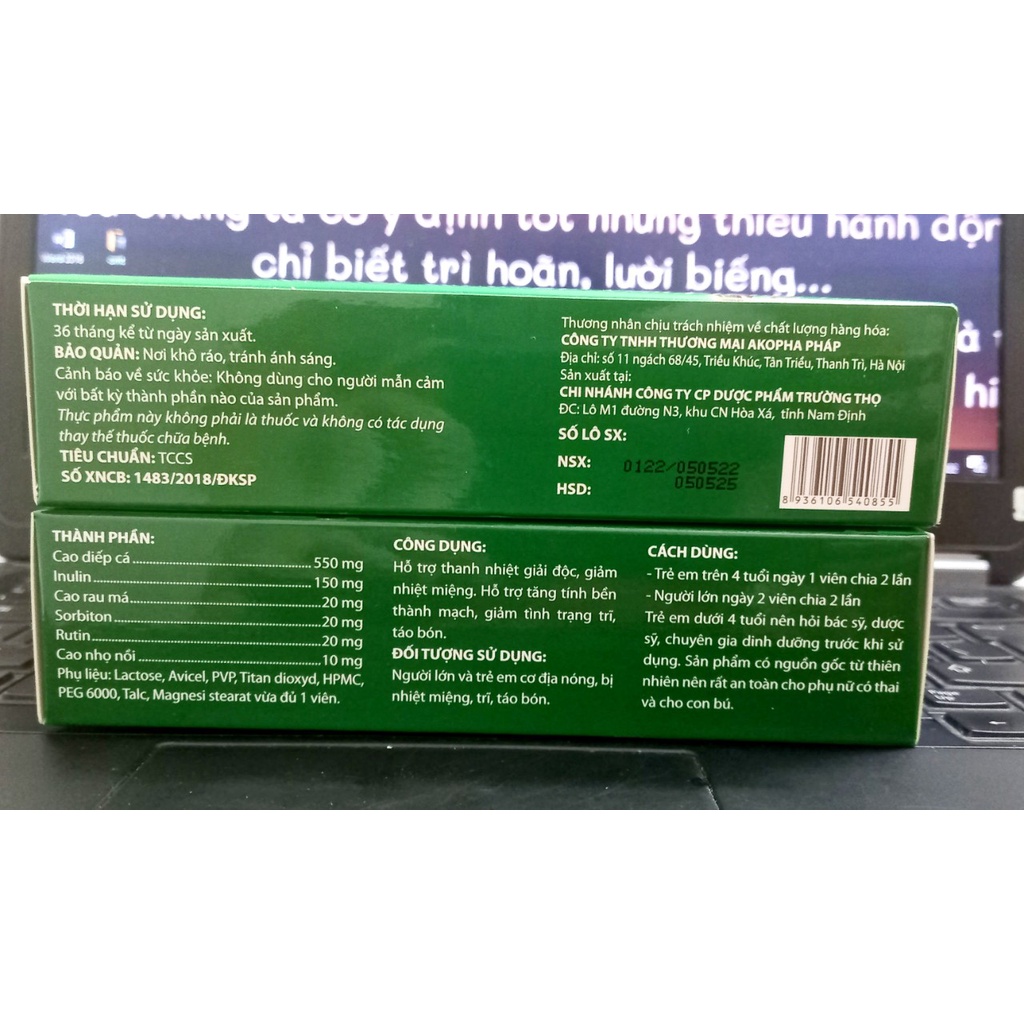 ý định tốt nhưng thiếu hành độn
chỉ biết trì hoãn, lười biếng...
hi
THỜI HẠN SỬ DỤNG:
36 tháng kể từ ngày sản xuất.
BẢO QUẢN: Nơi khô ráo, tránh ánh sáng.
Cảnh báo về sức khỏe: Không dùng cho người mẫn cảm
với bất kỳ thành phần nào của sản phẩm.
Thực phẩm này không phải là thuốc và không có tác dụng
thay thế thuốc chữa bệnh.
TIÊU CHUẨN: TCCS
SỐ XNCB: 1483/2018/ĐKSP
Thương nhân chịu trách nhiệm về chất lượng hàng hóa:
CÔNG TY TNHH THƯƠNG MẠI AKOPHA PHÁP
Địa chỉ: số 11 ngách 68/45, Triều Khúc, Tân Triều, Thanh Trì, Hà Nội
Sản xuất tại:
CHI NHÁNH CÔNG TY CP DƯỢC PHẨM TRƯỜNG THỌ
ĐC: Lô M1 đường N3, khu CN Hòa Xá, tỉnh Nam Định
SỐ LÔ SX:
NSX: 0122/050522
HSD: 050525
8 936106 540855
THÀNH PHẦN:
Cao diếp cá 550 mg
Inulin 150 mg
Cao rau má 20 mg
Sorbiton 20 mg
Rutin 20 mg
Cao nhọ nồi 10 mg
Phụ liệu: Lactose, Avicel, PVP, Titan dioxyd, HPMC,
PEG 6000, Talc, Magnesi stearat vừa đủ 1 viên.
CÔNG DỤNG:
Hỗ trợ thanh nhiệt giải độc, giảm
nhiệt miệng. Hỗ trợ tăng tính bền
thành mạch, giảm tình trạng trĩ,
táo bón.
ĐỐI TƯỢNG SỬ DỤNG:
Người lớn và trẻ em cơ địa nóng, bị
nhiệt miệng, trĩ, táo bón.
CÁCH DÙNG:
- Trẻ em trên 4 tuổi ngày 1 viên chia 2 lần
- Người lớn ngày 2 viên chia 2 lần
Trẻ em dưới 4 tuổi nên hỏi bác sỹ, dược
sỹ, chuyên gia dinh dưỡng trước khi sử
dụng. Sản phẩm có nguồn gốc từ thiên
nhiên nên rất an toàn cho phụ nữ có thai
và cho con bú.